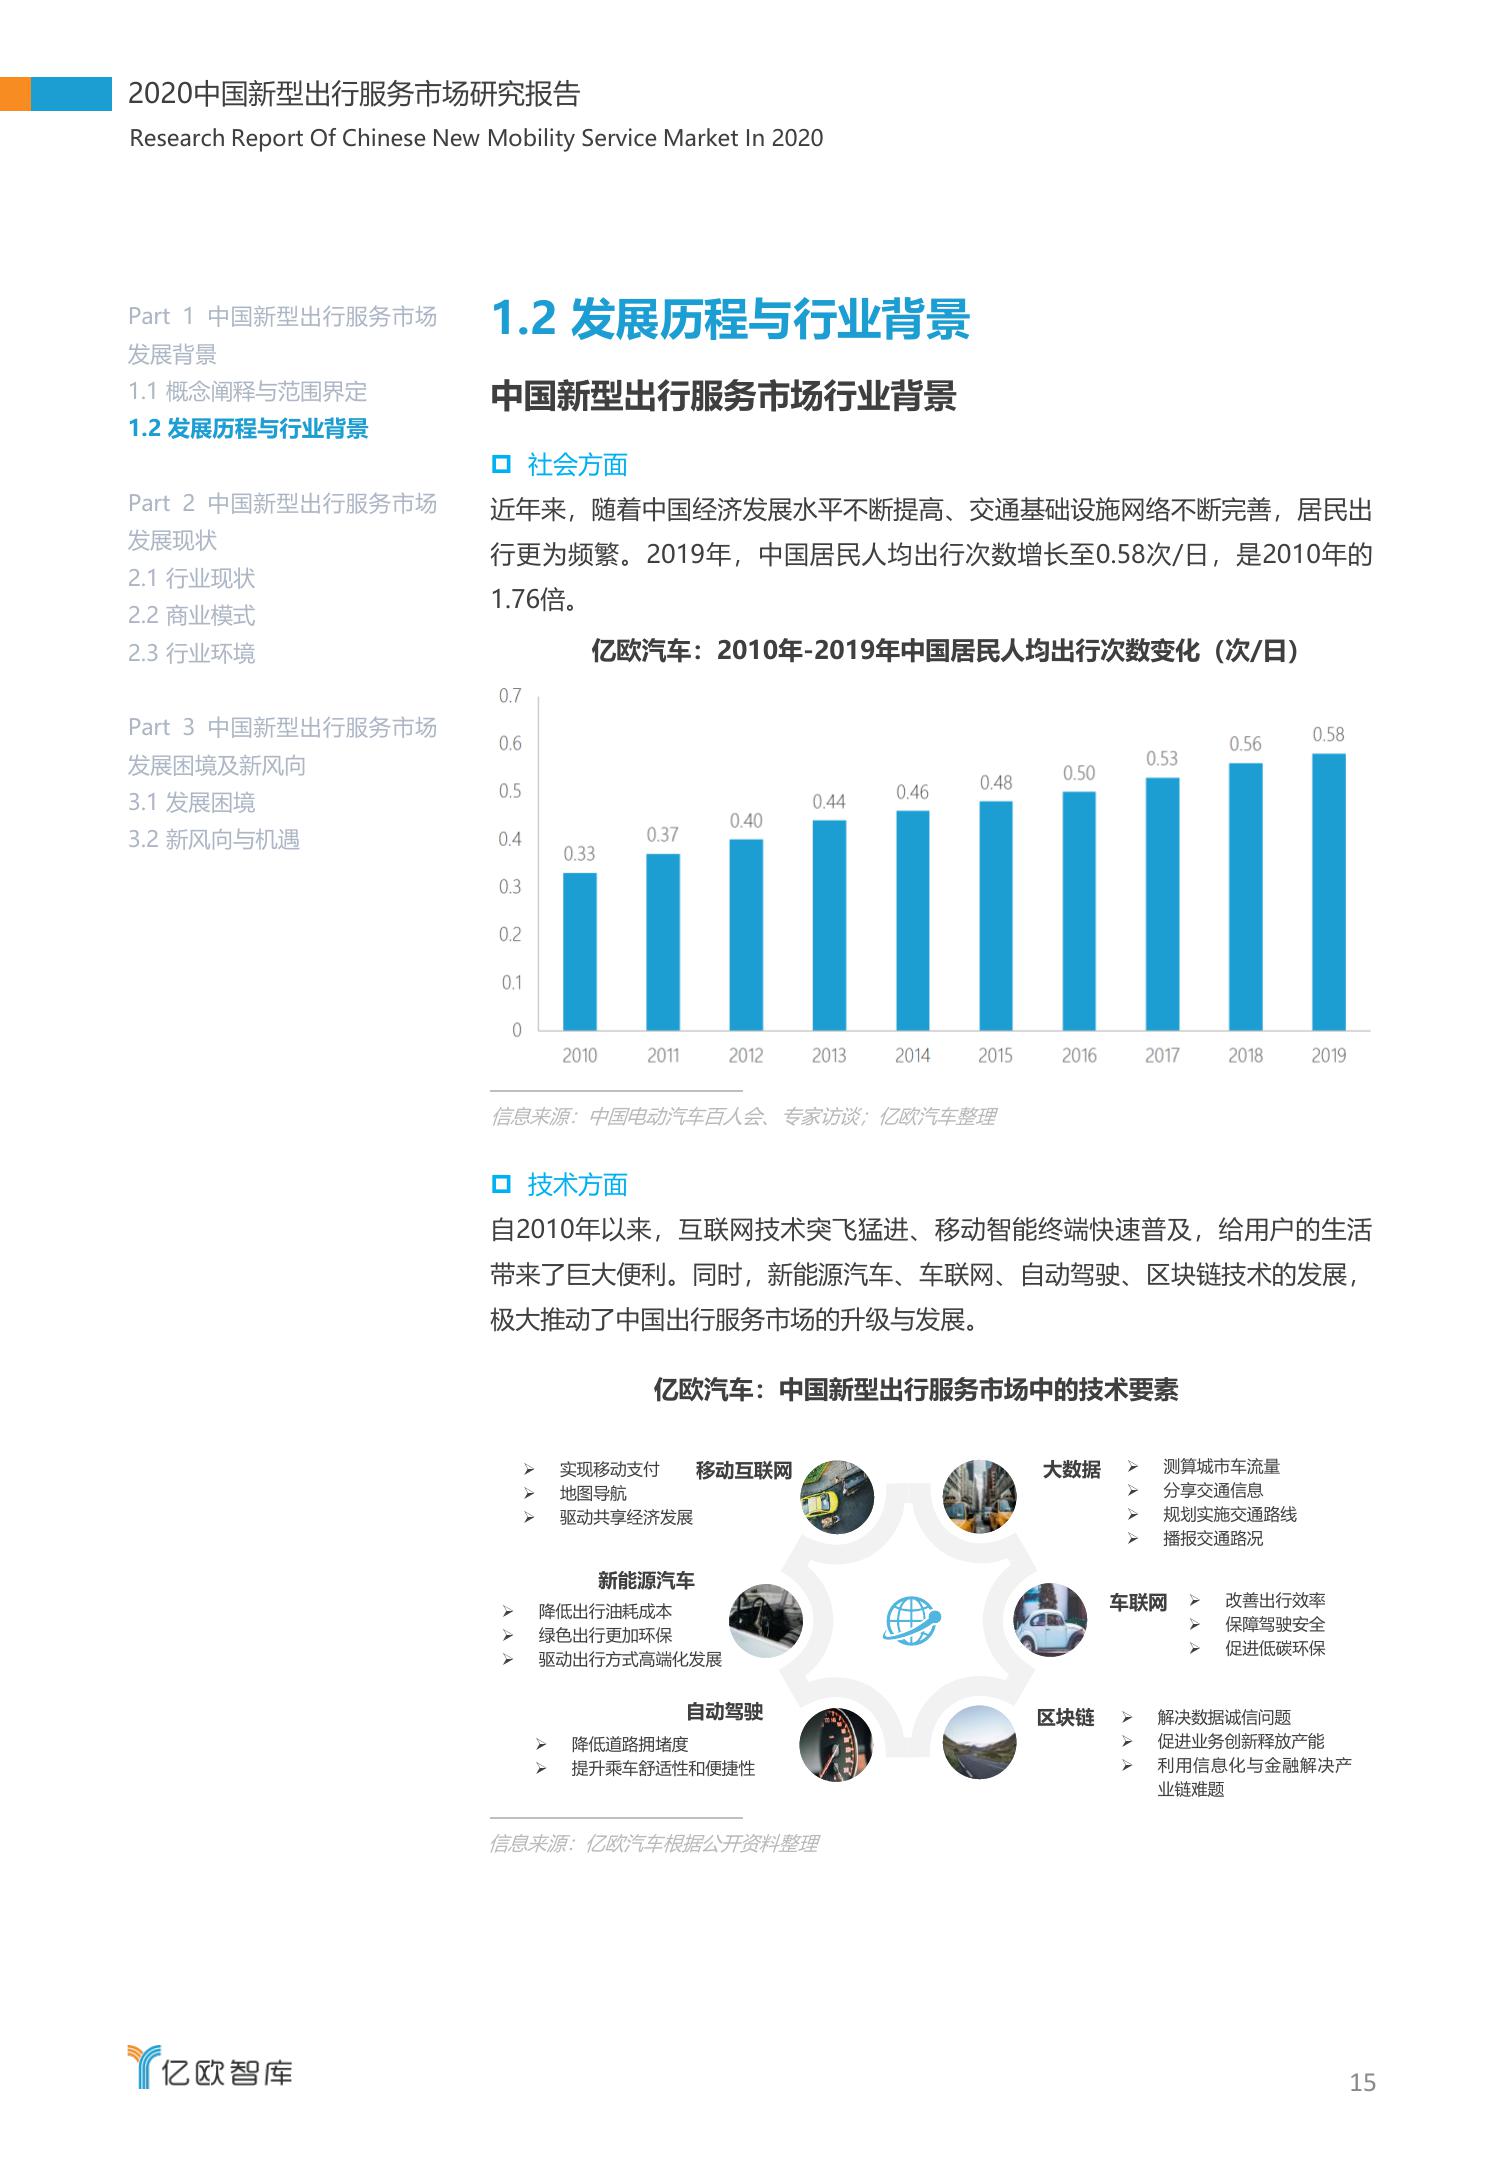 2020中国新型出行服务市场研究报告
Research Report Of Chinese New Mobility Service Market In 2020
Part 1 中国新型出行服务市场
发展背景
1.1 概念阐释与范围界定
1.2 发展历程与行业背景
Part 2 中国新型出行服务市场
发展现状
2.1 行业现状
2.2 商业模式
2.3 行业环境
Part 3 中国新型出行服务市场
发展困境及新风向
3.1 发展困境
3.2 新风向与机遇
1.2 发展历程与行业背景
中国新型出行服务市场行业背景
社会方面
近年来，随着中国经济发展水平不断提高、交通基础设施网络不断完善，居民出
行更为频繁。2019年，中国居民人均出行次数增长至0.58次/日，是2010年的
1.76倍。
亿欧汽车：2010年-2019年中国居民人均出行次数变化（次/日）
0.7
0.6
0.5
0.4
0.3
0.2
0.1
0
0.33
0.37
0.40
0.44
0.46
0.48
0.50
0.53
0.56
0.58
2010
2011
2012
2013
2014
2015
2016
2017
2018
2019
信息来源：中国电动汽车百人会、专家访谈；亿欧汽车整理
技术方面
自2010年以来，互联网技术突飞猛进、移动智能终端快速普及，给用户的生活
带来了巨大便利。同时，新能源汽车、车联网、自动驾驶、区块链技术的发展，
极大推动了中国出行服务市场的升级与发展。
亿欧汽车：中国新型出行服务市场中的技术要素
移动互联网
实现移动支付
地图导航
驱动共享经济发展
大数据
测算城市车流量
分享交通信息
规划实施交通路线
播报交通路况
新能源汽车
降低出行油耗成本
绿色出行更加环保
驱动出行方式高端化发展
车联网
改善出行效率
保障驾驶安全
促进低碳环保
自动驾驶
降低道路拥堵度
提升乘车舒适性和便捷性
区块链
解决数据诚信问题
促进业务创新释放产能
利用信息化与金融解决产
业链难题
信息来源：亿欧汽车根据公开资料整理
亿欧智库
15